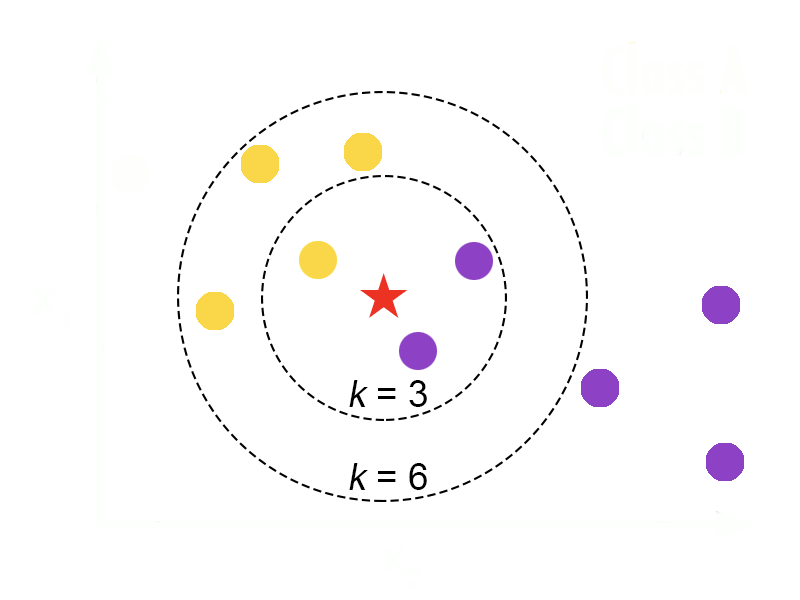 k = 3
k = 6